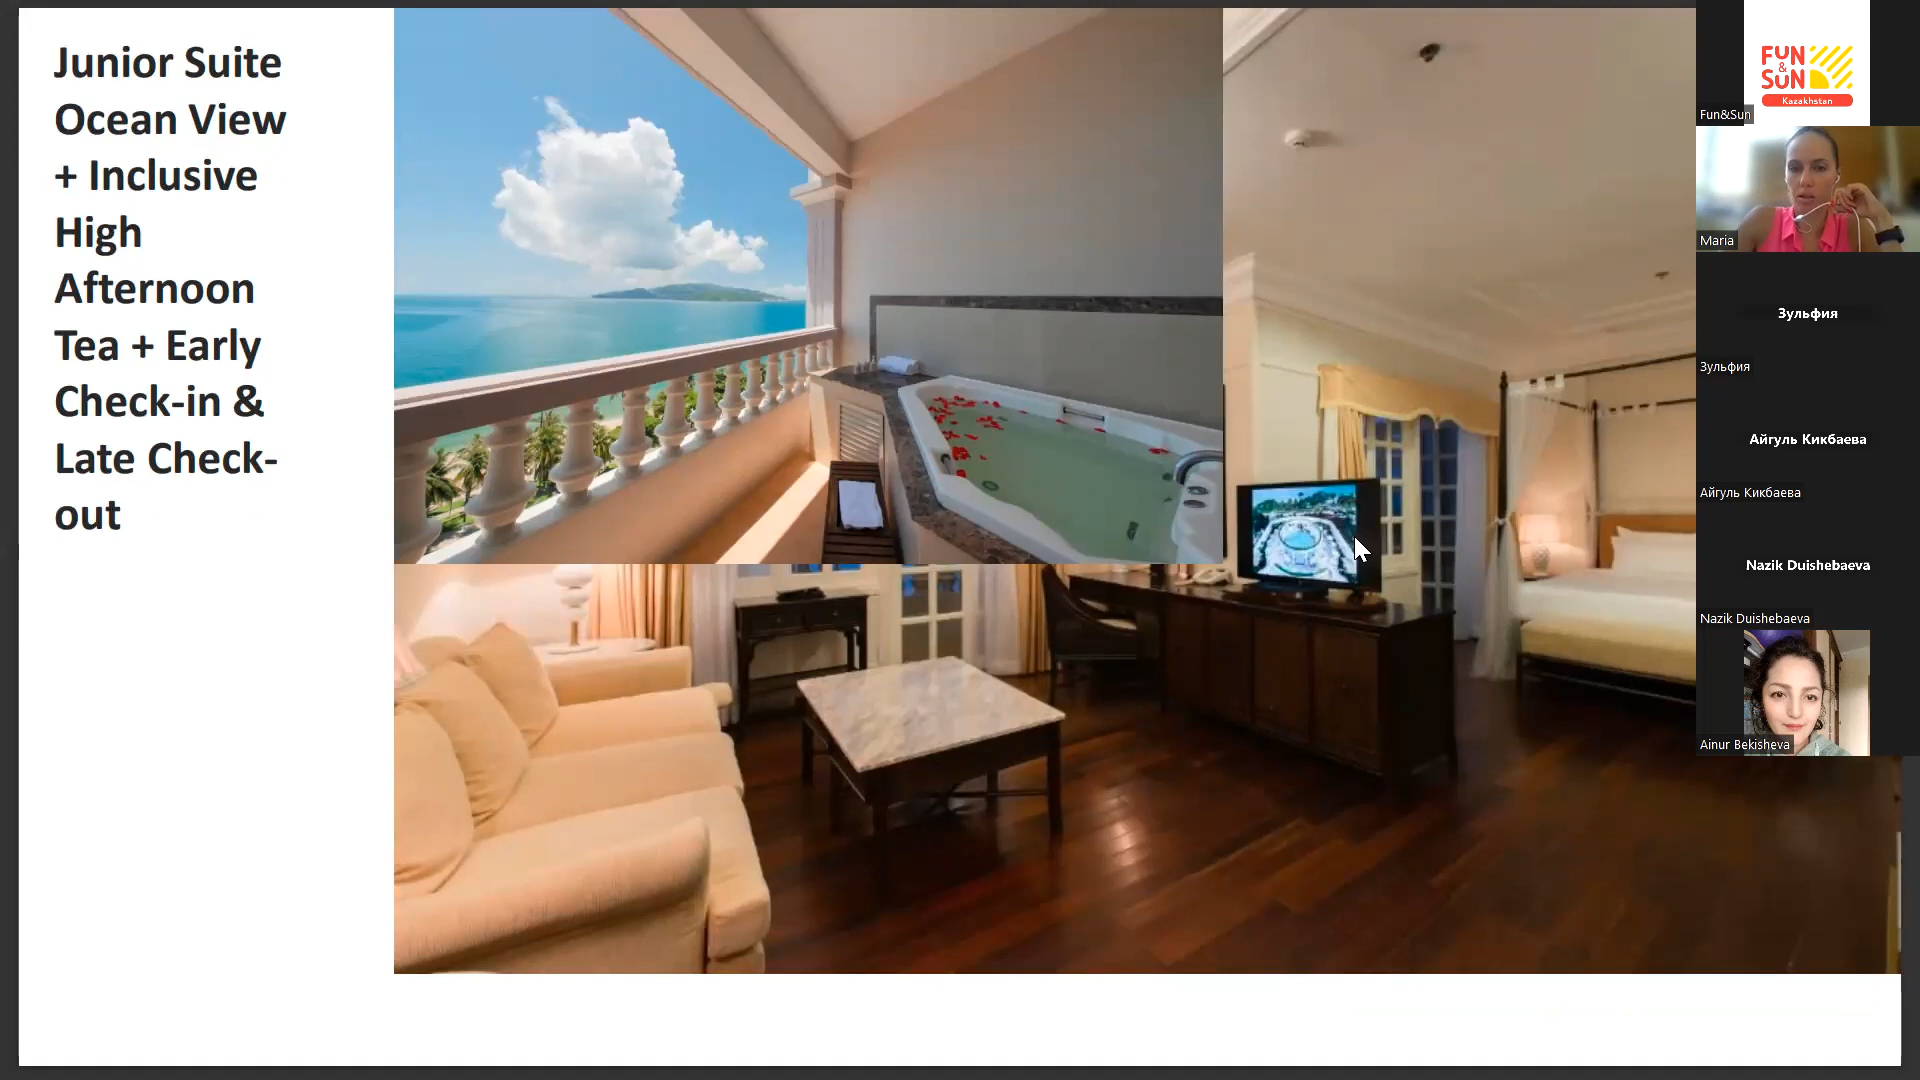 Junior Suite
Ocean View
+ Inclusive
High
Afternoon
Tea + Early
Check-in &
Late Check-
out
FUN
&
SUN
Kazakhstan
Fun&Sun
Maria
Зульфия
Зульфия
Айгуль Кикбаева
Айгуль Кикбаева
Nazik Duishebaeva
Nazik Duishebaeva
Ainur Bekisheva